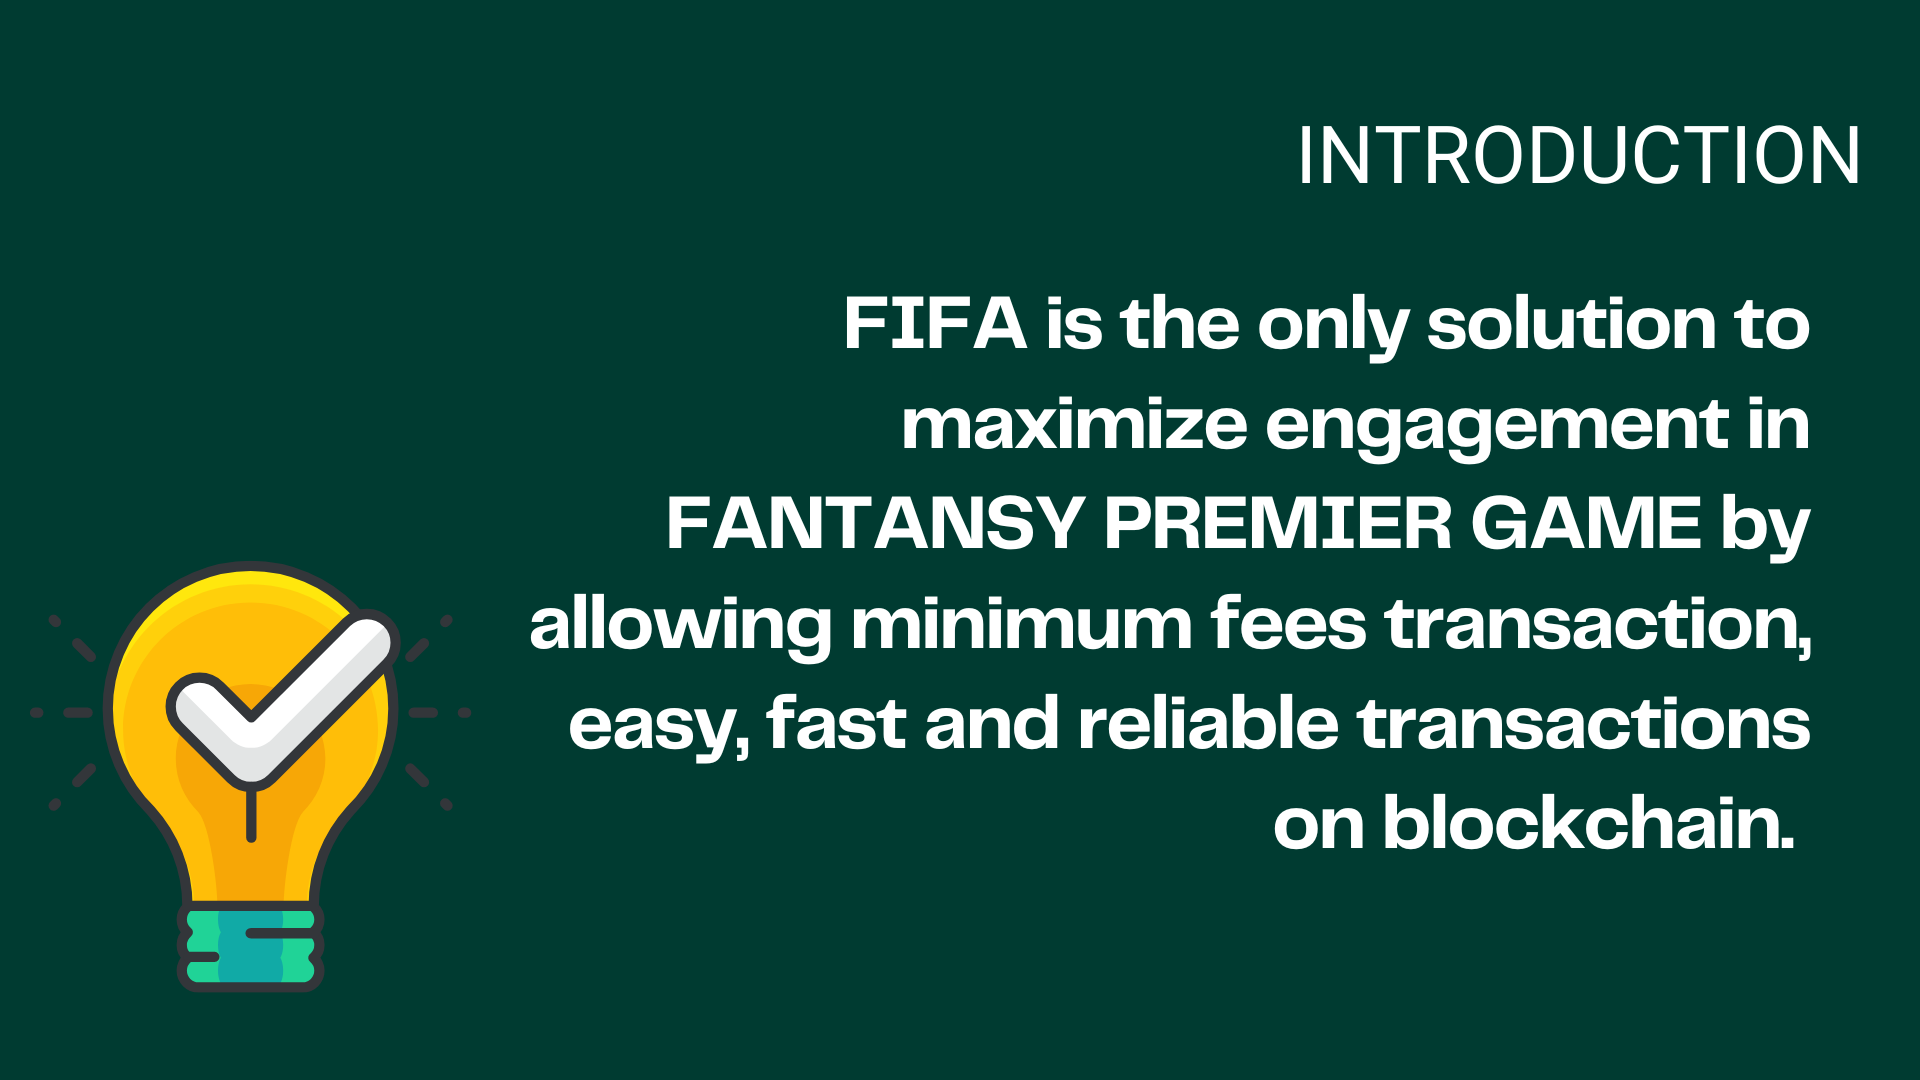 INTRODUCTION
FIFA is the only solution to
maximize engagement in
FANTANSY PREMIER GAME by
allowing minimum fees transaction,
easy, fast and reliable transactions
on blockchain.